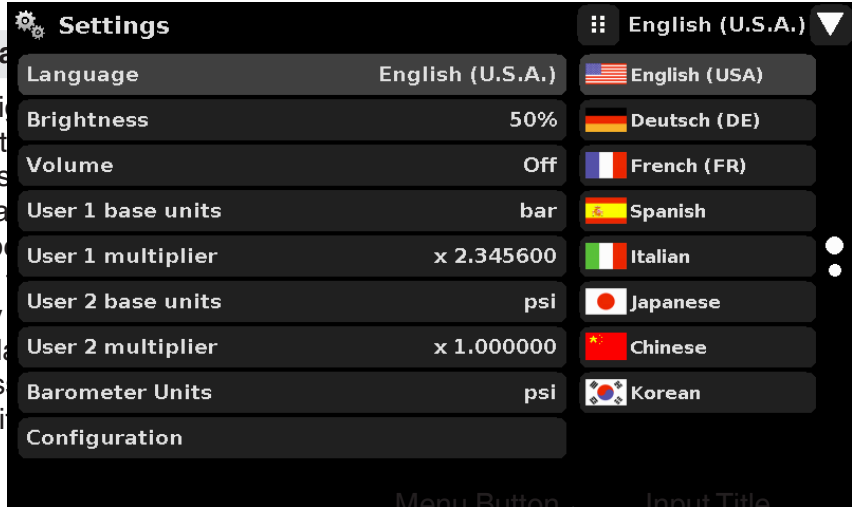 Settings
English (U.S.A.)
Language English (U.S.A.)
Brightness 50%
Volume Off
User 1 base units bar
User 1 multiplier x 2.345600
User 2 base units psi
User 2 multiplier x 1.000000
Barometer Units psi
Configuration
English (USA)
Deutsch (DE)
French (FR)
Spanish
Italian
Japanese
Chinese
Korean
Menu Button Input Title